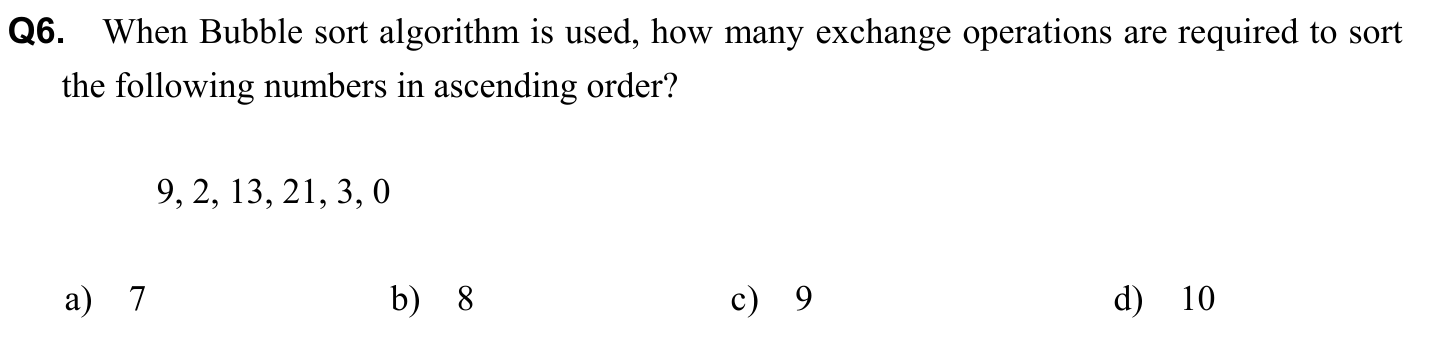 Q6. When Bubble sort algorithm is used, how many exchange operations are required to sort
the following numbers in ascending order?
9, 2, 13, 21, 3, 0
a) 7 b) 8 c) 9 d) 10